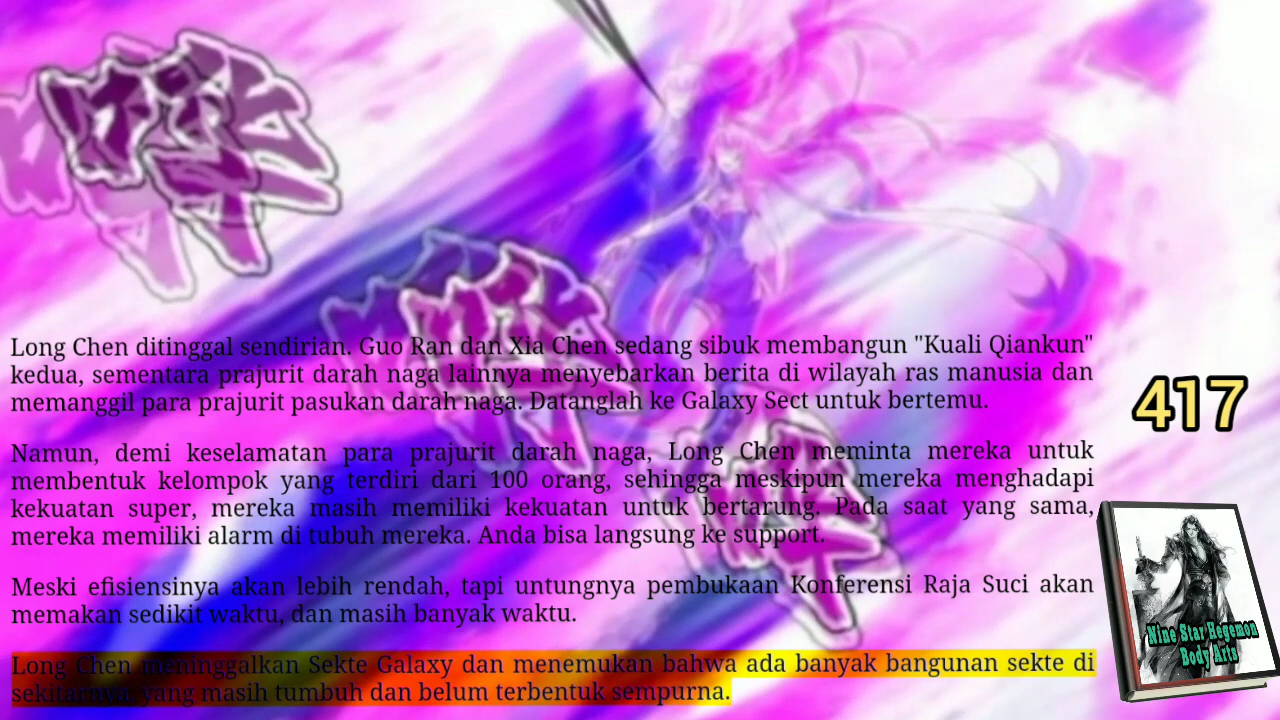 Long Chen ditinggal sendirian. Guo Ran dan Xia Chen sedang sibuk membangun "Kuali Qiankun"
kedua, sementara prajurit darah naga lainnya menyebarkan berita di wilayah ras manusia dan
memanggil para prajurit pasukan darah naga. Datanglah ke Galaxy Sect untuk bertemu.
Namun, demi keselamatan para prajurit darah naga, Long Chen meminta mereka untuk
membentuk kelompok yang terdiri dari 100 orang, sehingga meskipun mereka menghadapi
kekuatan super, mereka masih memiliki kekuatan untuk bertarung. Pada saat yang sama,
mereka memiliki alarm di tubuh mereka. Anda bisa langsung ke support.
Meski efisiensinya akan lebih rendah, tapi untungnya pembukaan Konferensi Raja Suci akan
memakan sedikit waktu, dan masih banyak waktu.
Long Chen meninggalkan Sekte Galaxy dan menemukan bahwa ada banyak bangunan sekte di
sekitarnya, yang masih tumbuh dan belum terbentuk sempurna.
417
Nine Star Hegemon
Body Arts